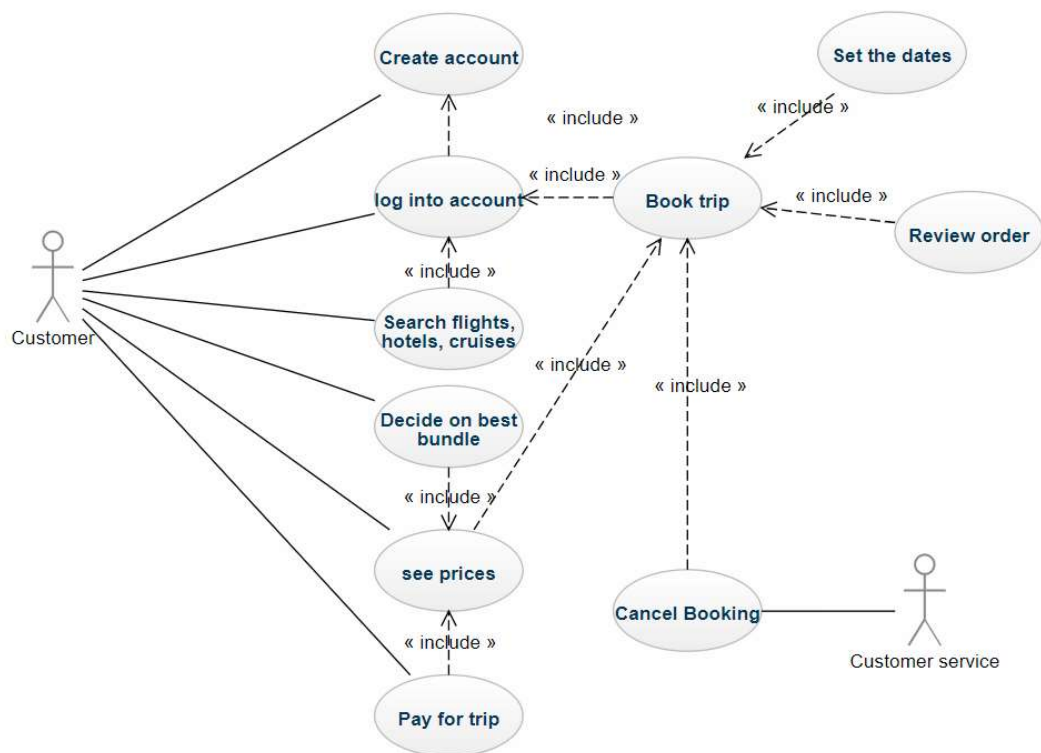 Create account
Set the dates
« include »
« include »
« include »
log into account
Book trip
« include »
Review order
« include »
Customer
Search flights,
hotels, cruises
« include »
« include »
Decide on best
bundle
« include »
see prices
Cancel Booking
« include »
Customer service
Pay for trip